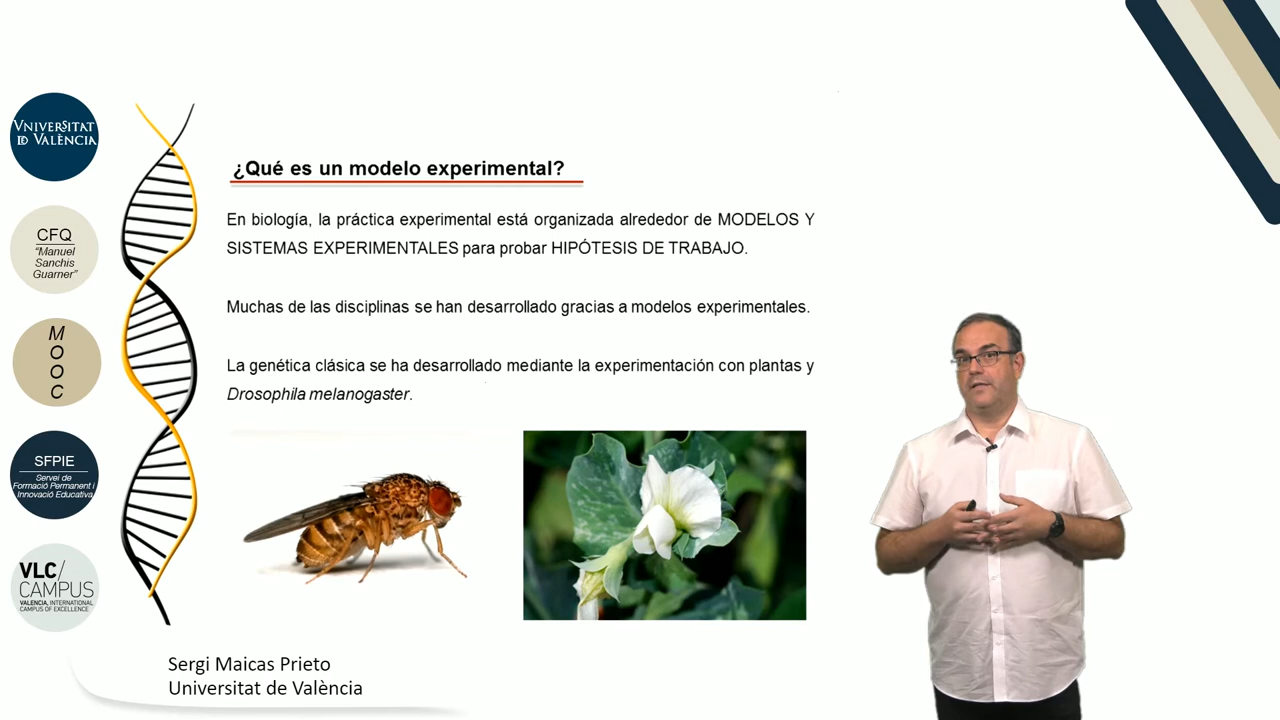 VNIVERSITAT
ID VALÈNCIA
CFQ
"Manuel
Sanchis
Guarner"
M
O
O
C
SFPIE
Servei de
Formació Permanent i
Innovació Educativa
VLC/
CAMPUS
VALENCIA, INTERNATIONAL
CAMPUS OF EXCELLENCE
¿Qué es un modelo experimental?
En biología, la práctica experimental está organizada alrededor de MODELOS Y
SISTEMAS EXPERIMENTALES para probar HIPÓTESIS DE TRABAJO.
Muchas de las disciplinas se han desarrollado gracias a modelos experimentales.
La genética clásica se ha desarrollado mediante la experimentación con plantas y
Drosophila melanogaster.
Sergi Maicas Prieto
Universitat de València